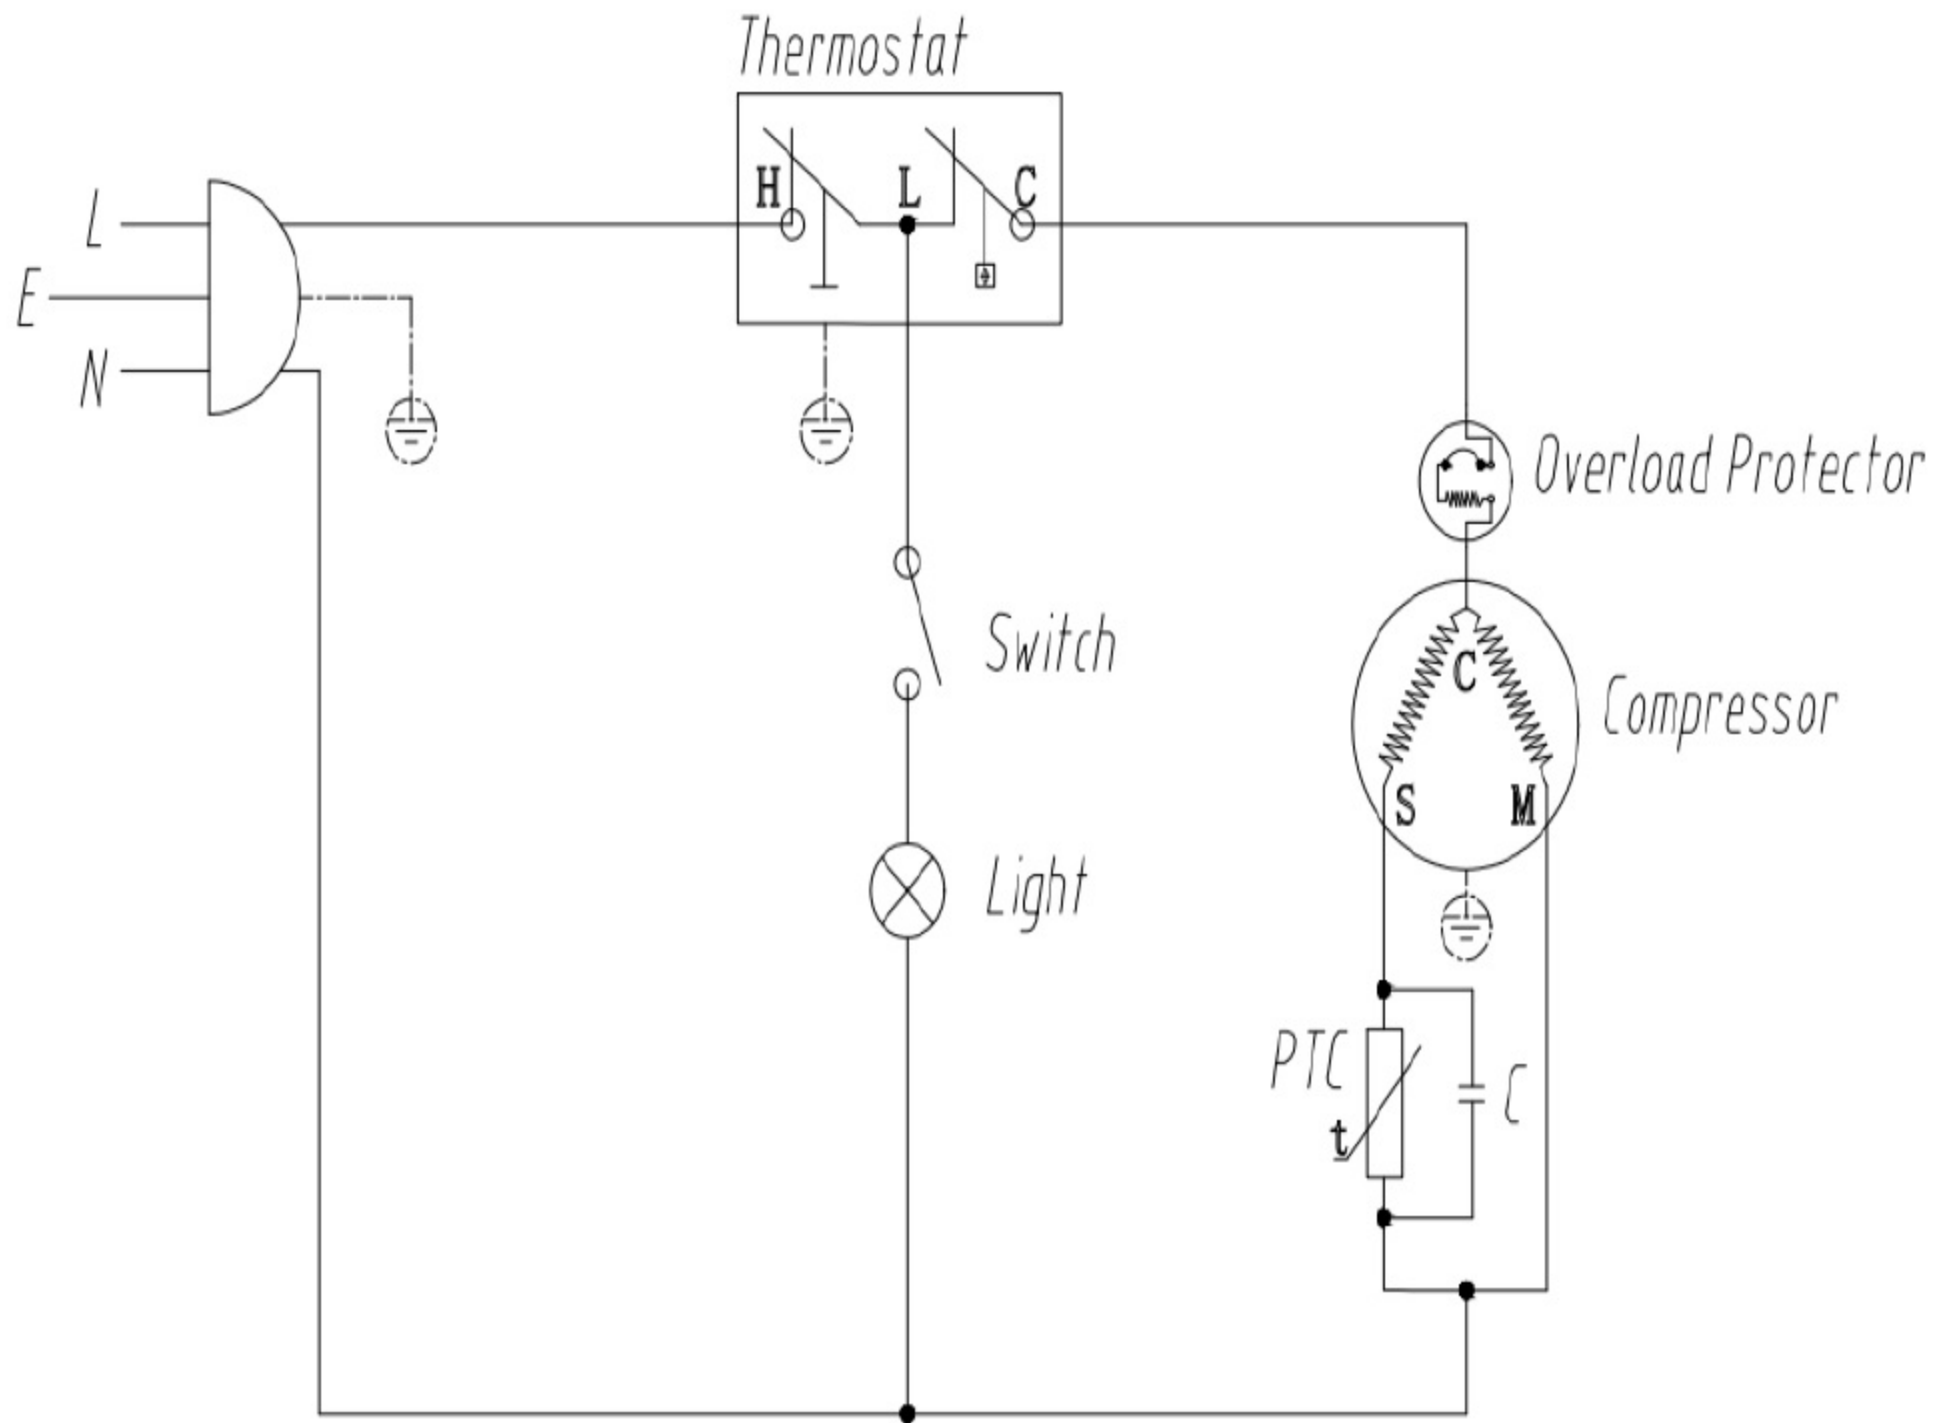 Thermostat
H L C
L
E
N
Overload Protector
Switch
C
Compressor
S M
Light
PTC
C
t